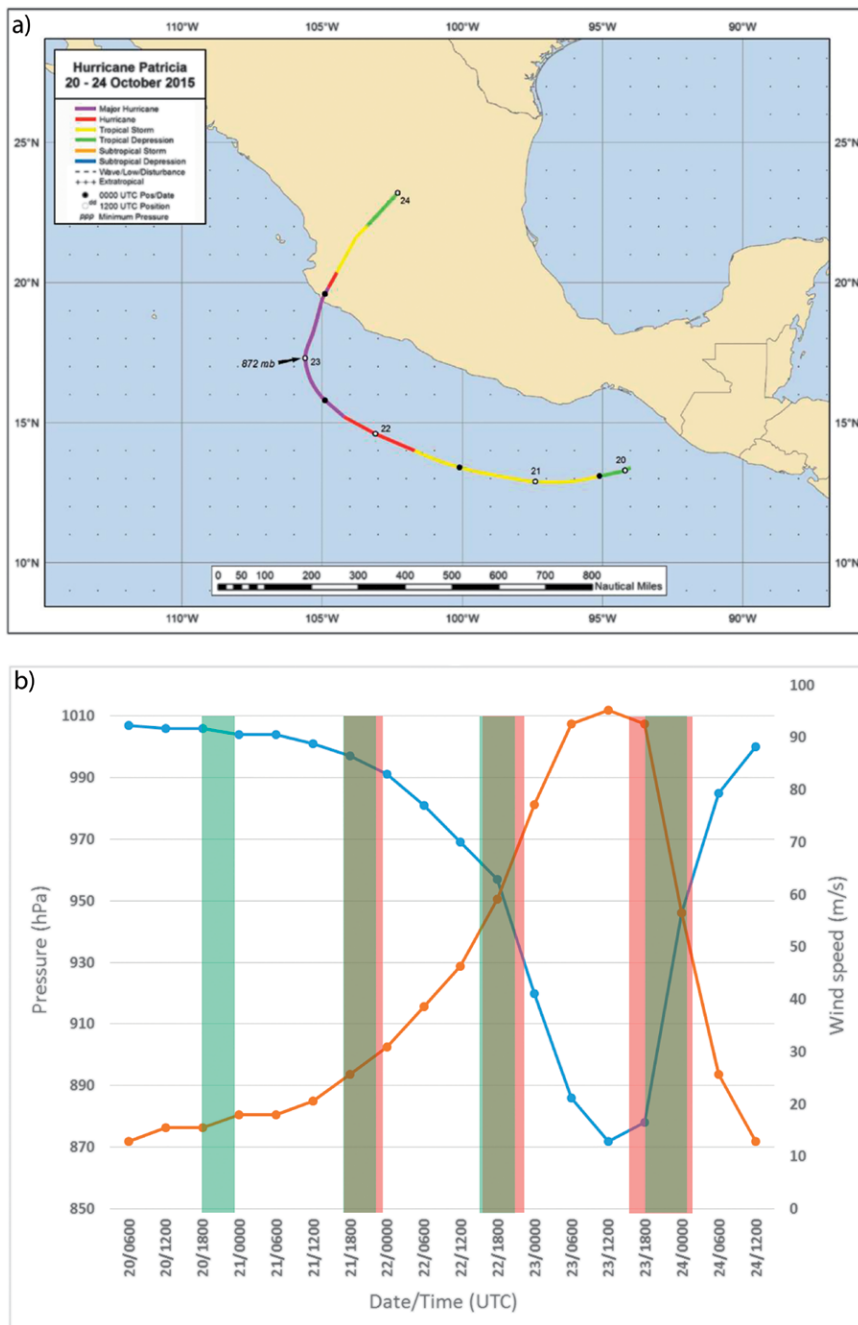 a)
110°W 105°W 100°W 95°W 90°W
Hurricane Patricia
20 - 24 October 2015
Major Hurricane
Hurricane
Tropical Storm
Tropical Depression
Subtropical Storm
Subtropical Depression
Wave/Low/Disturbance
Extratropical
0000 UTC Pos/Date
1200 UTC Position
PPP Minimum Pressure
25°N 25°N
24
20°N 20°N
872 mb 23
15°N 15°N
22
21
20
10°N 10°N
0 50 100 200 300 400 500 600 700 800
Nautical Miles
110°W 105°W 100°W 95°W 90°W
b)
Pressure (hPa)
1010
990
970
950
930
910
890
870
850
100
90
80
70
60
50
40
30
20
10
0
Wind speed (m/s)
20/0600
20/1200
20/1800
21/0000
21/0600
21/1200
21/1800
22/0000
22/0600
22/1200
22/1800
23/0000
23/0600
23/1200
23/1800
24/0000
24/0600
24/1200
Date/Time (UTC)